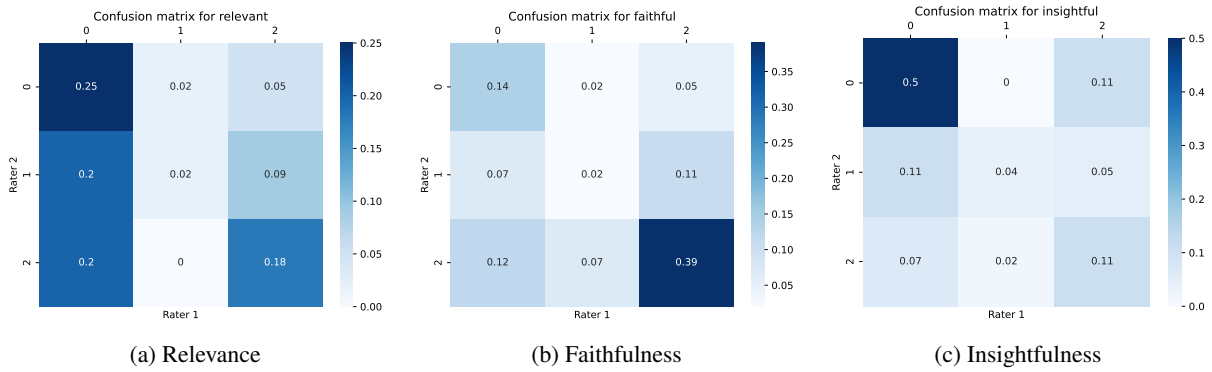 Confusion matrix for relevant
0 1 2
0 0.25 0.02 0.05
1 0.2 0.02 0.09
2 0.2 0 0.18
Rater 2
Rater 1
0.25
0.20
0.15
0.10
0.05
0.00
(a) Relevance
Confusion matrix for faithful
0 1 2
0 0.14 0.02 0.05
1 0.07 0.02 0.11
2 0.12 0.07 0.39
Rater 2
Rater 1
0.35
0.30
0.25
0.20
0.15
0.10
0.05
(b) Faithfulness
Confusion matrix for insightful
0 1 2
0 0.5 0 0.11
1 0.11 0.04 0.05
2 0.07 0.02 0.11
Rater 2
Rater 1
0.5
0.4
0.3
0.2
0.1
0.0
(c) Insightfulness